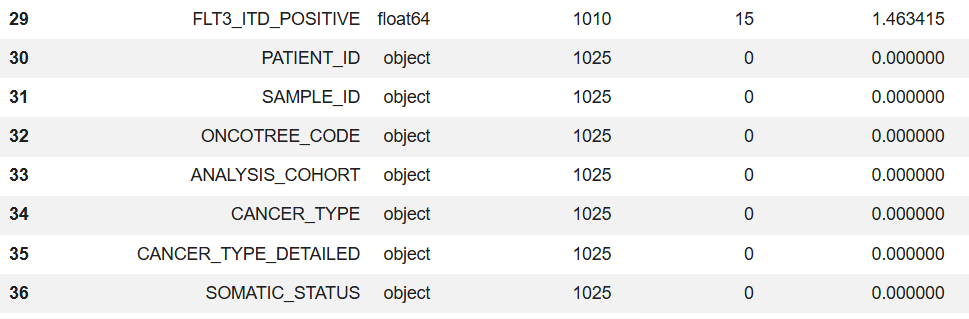 29 FLT3_ITD_POSITIVE float64 1010 15 1.463415
30 PATIENT_ID object 1025 0 0.000000
31 SAMPLE_ID object 1025 0 0.000000
32 ONCOTREE_CODE object 1025 0 0.000000
33 ANALYSIS_COHORT object 1025 0 0.000000
34 CANCER_TYPE object 1025 0 0.000000
35 CANCER_TYPE_DETAILED object 1025 0 0.000000
36 SOMATIC_STATUS object 1025 0 0.000000